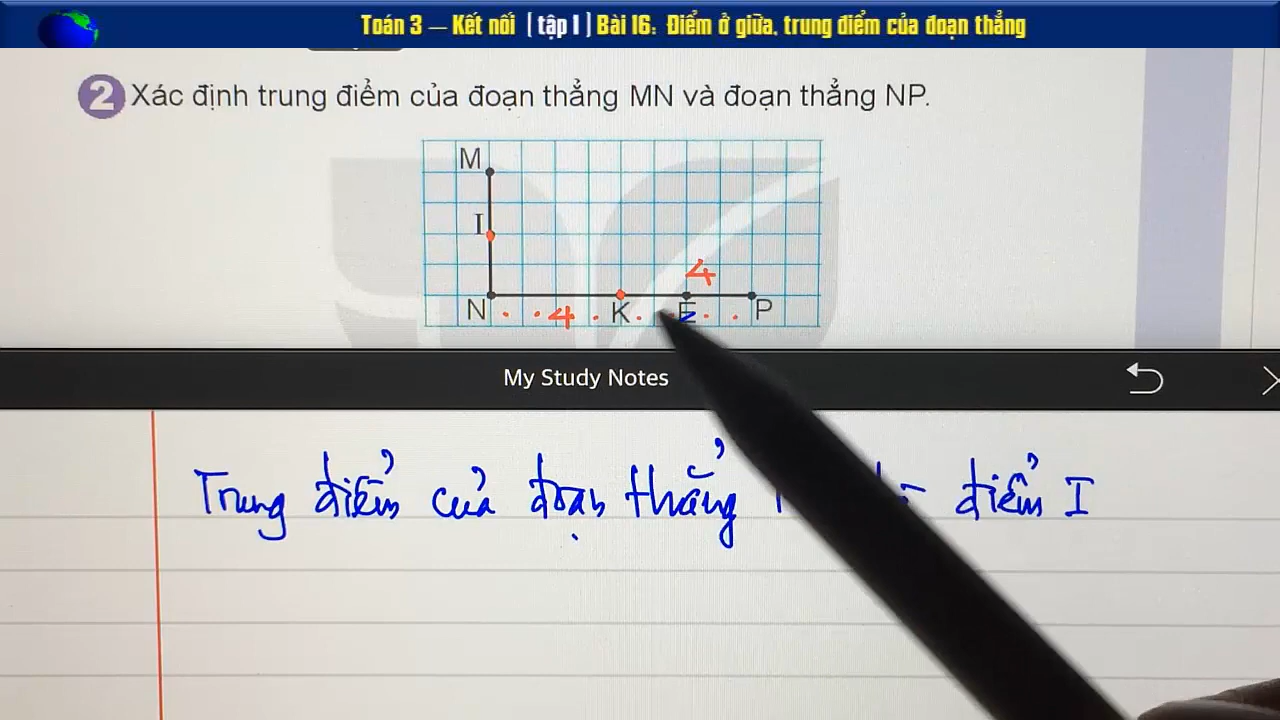 Toán 3 – Kết nối [ tập 1 ] Bài 16: Điểm ở giữa, trung điểm của đoạn thẳng
2 Xác định trung điểm của đoạn thẳng MN và đoạn thẳng NP.
M
I
4
N 4 K E P
My Study Notes
Trung điểm của đoạn thẳng điểm I